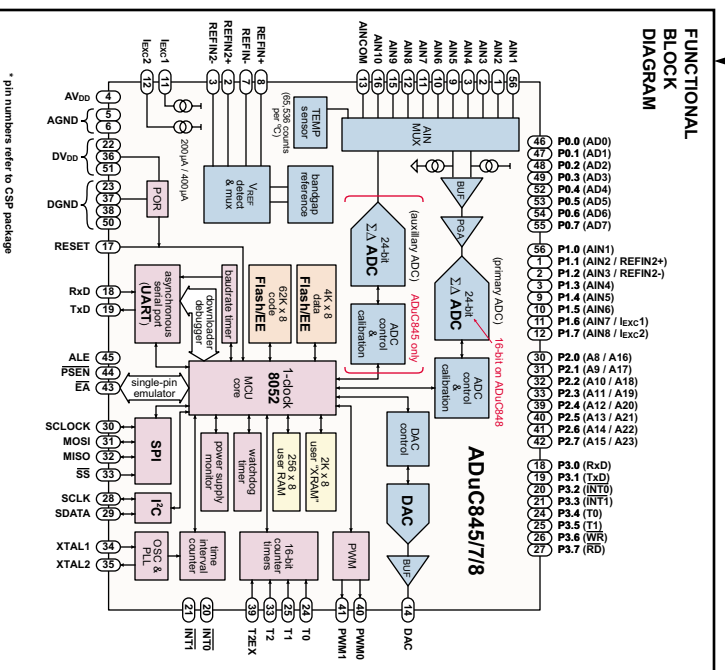 FUNCTIONAL
BLOCK
DIAGRAM
ADuC845/7/8
46 P0.0 (AD0)
47 P0.1 (AD1)
48 P0.2 (AD2)
49 P0.3 (AD3)
52 P0.4 (AD4)
53 P0.5 (AD5)
54 P0.6 (AD6)
55 P0.7 (AD7)
56 P1.0 (AIN1)
1 P1.1 (AIN2 / REFIN2+)
2 P1.2 (AIN3 / REFIN2-)
3 P1.3 (AIN4)
9 P1.4 (AIN5)
10 P1.5 (AIN6)
11 P1.6 (AIN7 / IEXC1)
12 P1.7 (AIN8 / IEXC2)
30 P2.0 (A8 / A16)
31 P2.1 (A9 / A17)
32 P2.2 (A10 / A18)
33 P2.3 (A11 / A19)
39 P2.4 (A12 / A20)
40 P2.5 (A13 / A21)
41 P2.6 (A14 / A22)
42 P2.7 (A15 / A23)
18 P3.0 (RxD)
19 P3.1 (TxD)
20 P3.2 (INT0)
21 P3.3 (INT1)
24 P3.4 (T0)
25 P3.5 (T1)
26 P3.6 (WR)
27 P3.7 (RD)
AIN1 56
AIN2 1
AIN3 2
AIN4 3
AIN5 9
AIN6 10
AIN7 11
AIN8 12
AIN9 15
AIN10 16
AINCOM 13
REFIN+ 8
REFIN- 7
REFIN2+ 2
REFIN2- 3
IEXC1 11
IEXC2 12
200µA / 400µA
AIN
MUX
TEMP
sensor
(65,536 counts
per °C)
bandgap
reference
VREF
detect
& mux
BUF
PGA
(primary ADC)
24-bit
ΣΔ ADC
16-bit on ADuC848
ADC
control
&
calibration
(auxiliary ADC)
24-bit
ΣΔ ADC
ADuC845 only
ADC
control
&
calibration
DAC
control
DAC
BUF
14 DAC
AVDD 4
AGND 5
6
DVDD 22
36
51
DGND 23
37
38
50
POR
RESET 17
RxD 18
TxD 19
asynchronous
serial port
(UART)
baudrate timer
downloader
debugger
62K x 8
code
Flash/EE
4K x 8
data
Flash/EE
ALE 45
PSEN 44
EA 43
single-pin
emulator
1-clock
8052
MCU
core
SCLOCK 30
MOSI 31
MISO 32
SS 33
SPI
SCLK 28
SDATA 29
I²C
power supply
monitor
watchdog
timer
256 x 8
user RAM
2K x 8
user "XRAM"
XTAL1 34
XTAL2 35
OSC &
PLL
time
interval
counter
16-bit
counter
timers
PWM
21 INT1
20 INT0
39 T2EX
33 T2
25 T1
24 T0
41 PWM1
40 PWM0
* pin numbers refer to CSP package